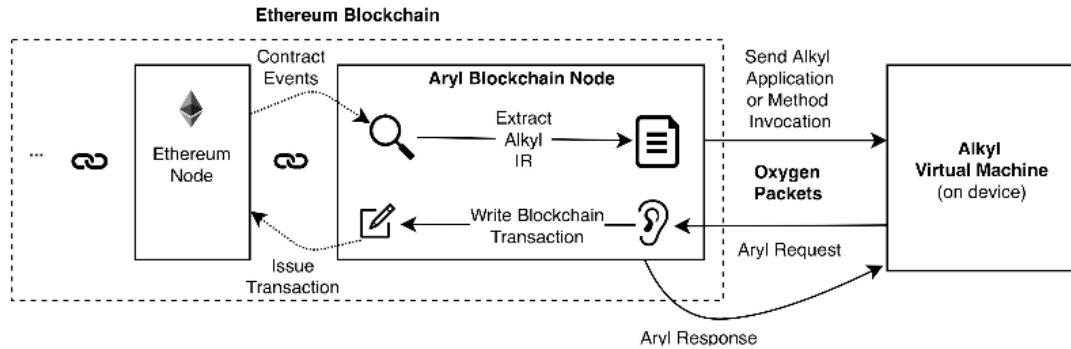 Ethereum Blockchain
Contract
Events
Aryl Blockchain Node
Send Alkyl
Application
or Method
Invocation
...
Ethereum
Node
Extract
Alkyl
IR
Oxygen
Packets
Alkyl
Virtual Machine
(on device)
Write Blockchain
Transaction
Issue
Transaction
Aryl Request
Aryl Response